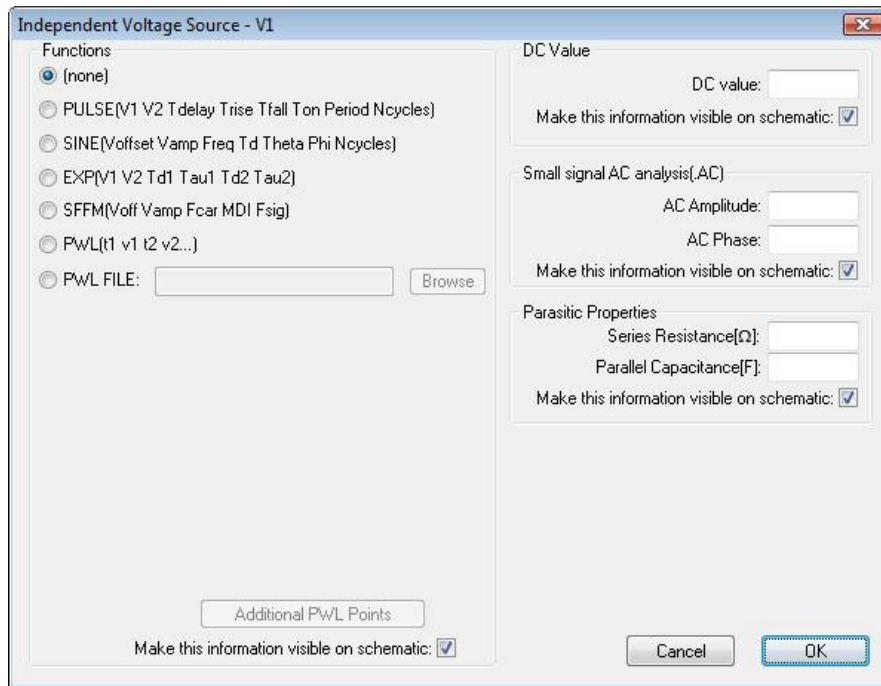 Independent Voltage Source - V1
Functions
(none)
PULSE(V1 V2 Tdelay Trise Tfall Ton Period Ncycles)
SINE(Voffset Vamp Freq Td Theta Phi Ncycles)
EXP(V1 V2 Td1 Tau1 Td2 Tau2)
SFFM(Voff Vamp Fcar MDI Fsig)
PWL(t1 v1 t2 v2...)
PWL FILE:
Browse
Additional PWL Points
Make this information visible on schematic:
DC Value
DC value:
Make this information visible on schematic:
Small signal AC analysis(.AC)
AC Amplitude:
AC Phase:
Make this information visible on schematic:
Parasitic Properties
Series Resistance[Ω]:
Parallel Capacitance[F]:
Make this information visible on schematic:
Cancel
OK